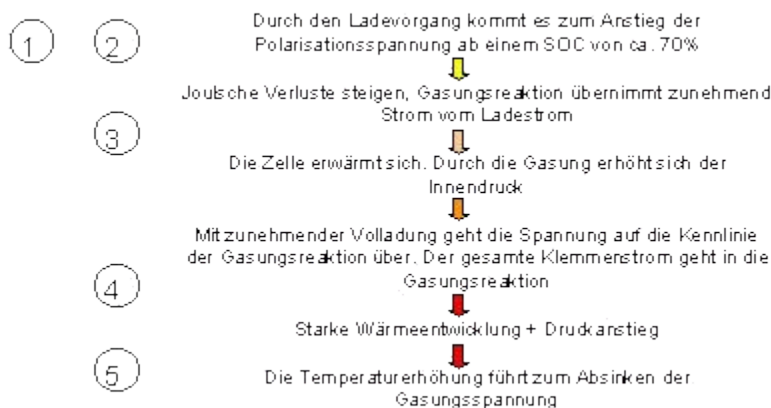 1 2 Durch den Ladevorgang kommt es zum Anstieg der
Polarisationsspannung ab einem SOC von ca. 70%
Joulsche Verluste steigen, Gasungsreaktion übernimmt zunehmend
Strom vom Ladestrom
3
Die Zelle erwärmt sich. Durch die Gasung erhöht sich der
Innendruck
Mit zunehmender Volladung geht die Spannung auf die Kennlinie
der Gasungsreaktion über. Der gesamte Klemmenstrom geht in die
4 Gasungsreaktion
Starke Wärmeentwicklung + Druckanstieg
5 Die Temperaturerhöhung führt zum Absinken der
Gasungsspannung